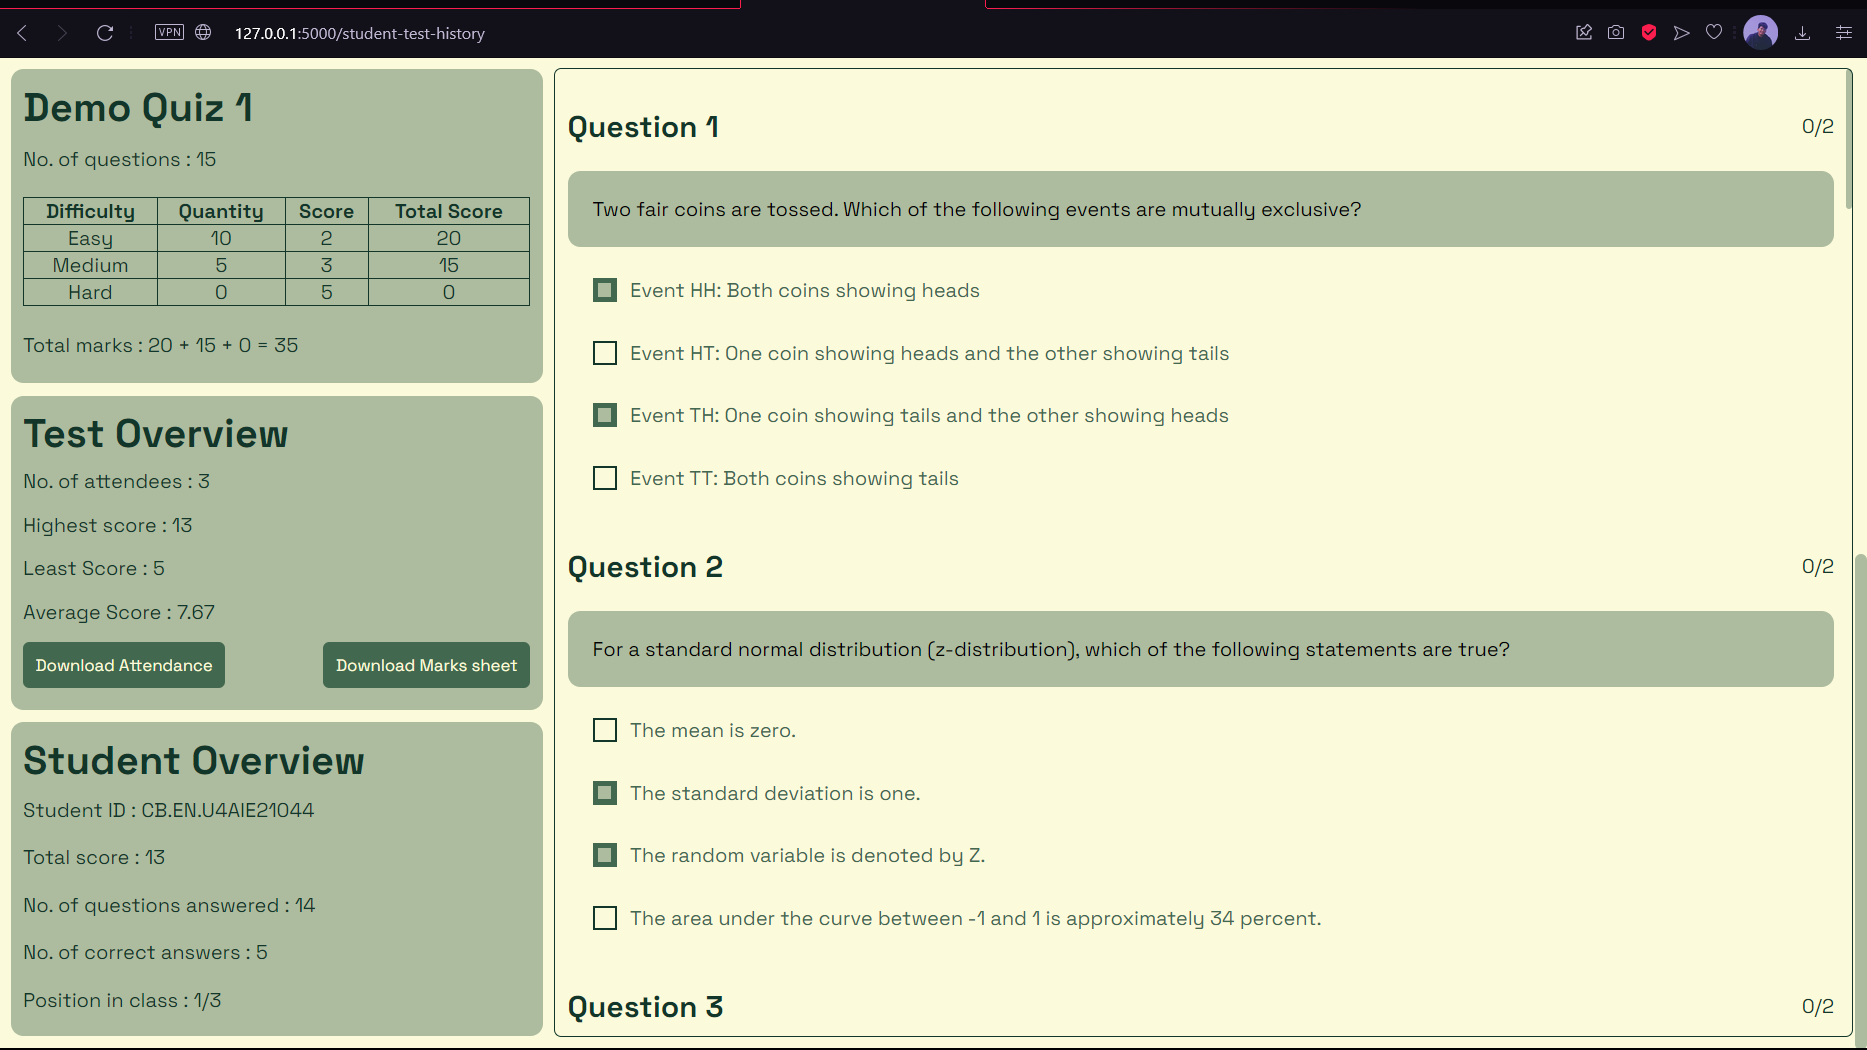 VPN 127.0.0.1:5000/student-test-history
Demo Quiz 1
No. of questions : 15
Difficulty Quantity Score Total Score
Easy 10 2 20
Medium 5 3 15
Hard 0 5 0
Total marks : 20 + 15 + 0 = 35
Test Overview
No. of attendees : 3
Highest score : 13
Least Score : 5
Average Score : 7.67
Download Attendance Download Marks sheet
Student Overview
Student ID : CB.EN.U4AIE21044
Total score : 13
No. of questions answered : 14
No. of correct answers : 5
Position in class : 1/3
Question 1 0/2
Two fair coins are tossed. Which of the following events are mutually exclusive?
Event HH: Both coins showing heads
Event HT: One coin showing heads and the other showing tails
Event TH: One coin showing tails and the other showing heads
Event TT: Both coins showing tails
Question 2 0/2
For a standard normal distribution (z-distribution), which of the following statements are true?
The mean is zero.
The standard deviation is one.
The random variable is denoted by Z.
The area under the curve between -1 and 1 is approximately 34 percent.
Question 3 0/2